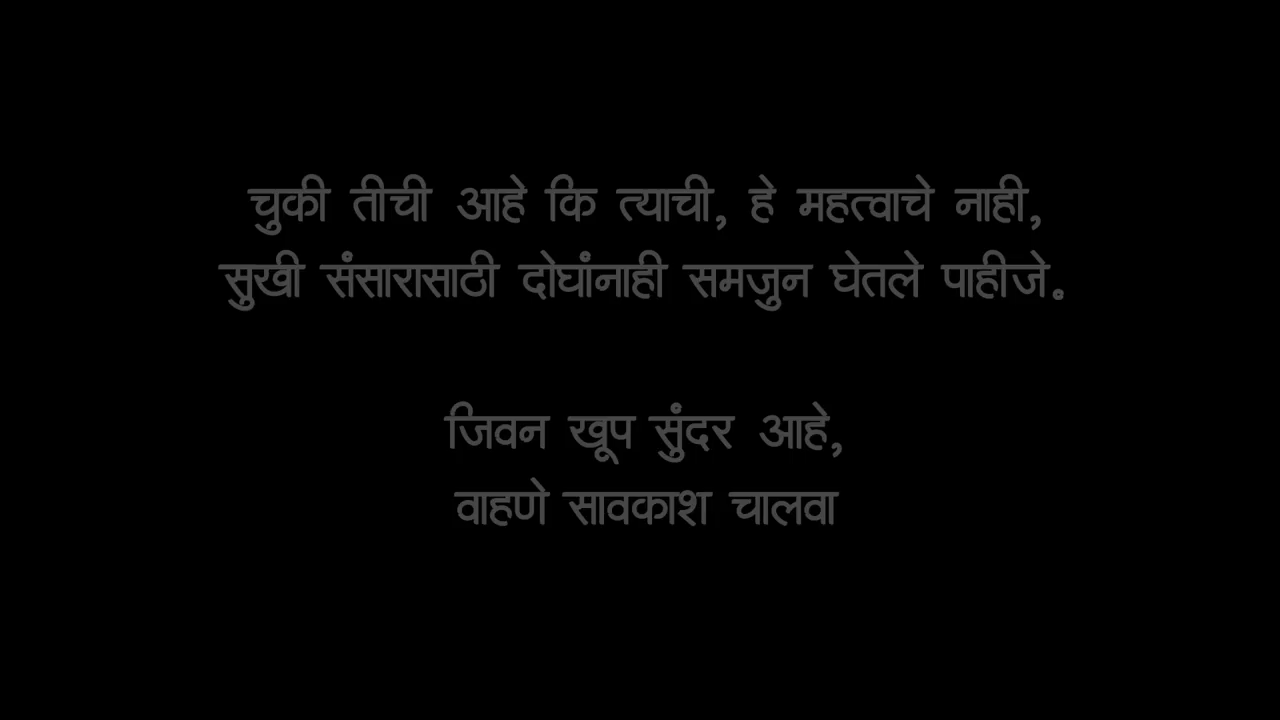 चुकी तीची आहे कि त्याची, हे महत्वाचे नाही,
सुखी संसारासाठी दोघांनाही समजुन घेतले पाहीजे.
जिवन खूप सुंदर आहे,
वाहणे सावकाश चालवा